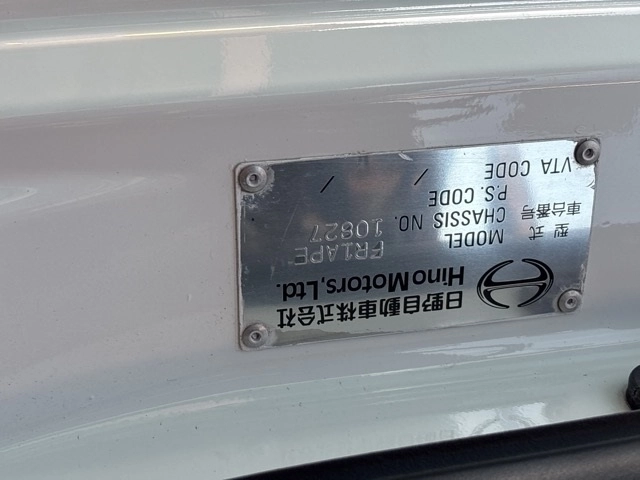 日野自動車株式会社
Hino Motors, Ltd.
型式 MODEL FR1APE
車台番号 CHASSIS NO. 10827
P.S. CODE
VTA CODE / /